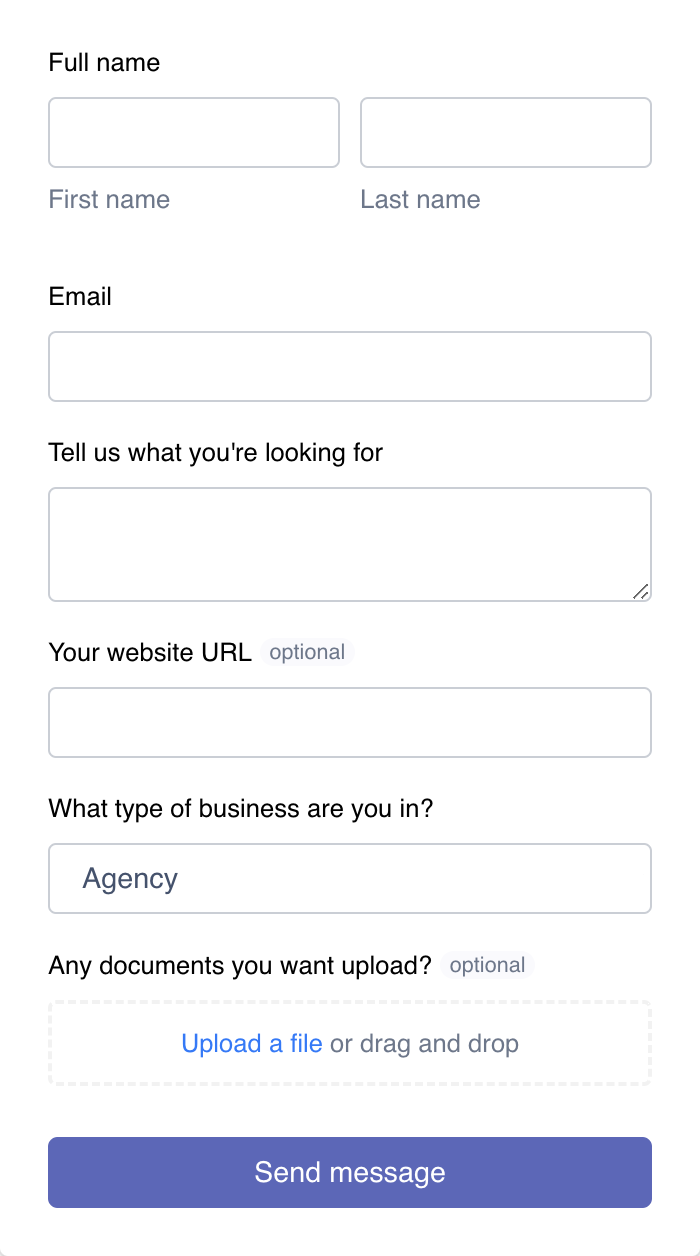 Full name
First name Last name
Email
Tell us what you're looking for
Your website URL optional
What type of business are you in?
Agency
Any documents you want upload? optional
Upload a file or drag and drop
Send message